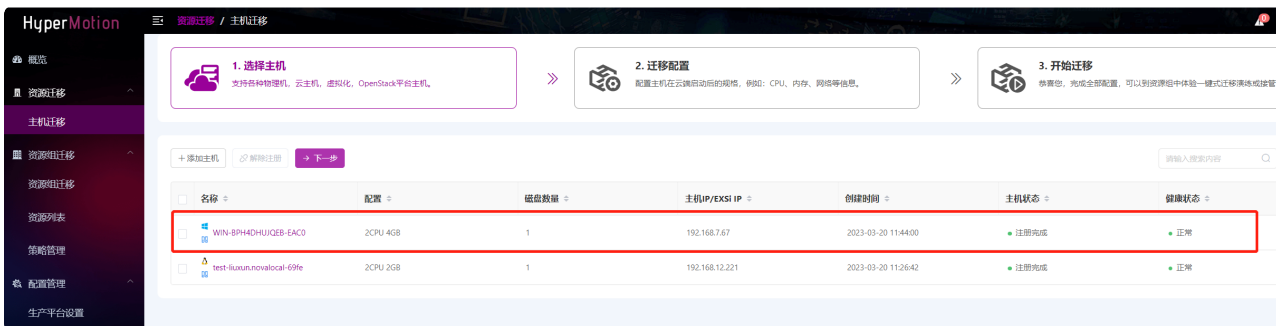 HyperMotion
资源迁移 / 主机迁移
0
概览
资源迁移
主机迁移
资源组迁移
资源组迁移
资源列表
策略管理
配置管理
生产平台设置
1. 选择主机
支持各种物理机，云主机，虚拟化，OpenStack平台主机。
2. 迁移配置
配置主机在云端启动后的规格，例如：CPU、内存、网络等信息。
3. 开始迁移
恭喜您，完成全部配置，可以到资源组中体验一键式迁移演练或接管
+ 添加主机 解除注册 → 下一步
请输入搜索内容
名称 配置 磁盘数量 主机IP/EXSi IP 创建时间 主机状态 健康状态
WIN-BPH4DHUJQEB-EAC0 2CPU 4GB 1 192.168.7.67 2023-03-20 11:44:00 注册完成 正常
test-liuxun.novalocal-69fe 2CPU 2GB 1 192.168.12.221 2023-03-20 11:26:42 注册完成 正常